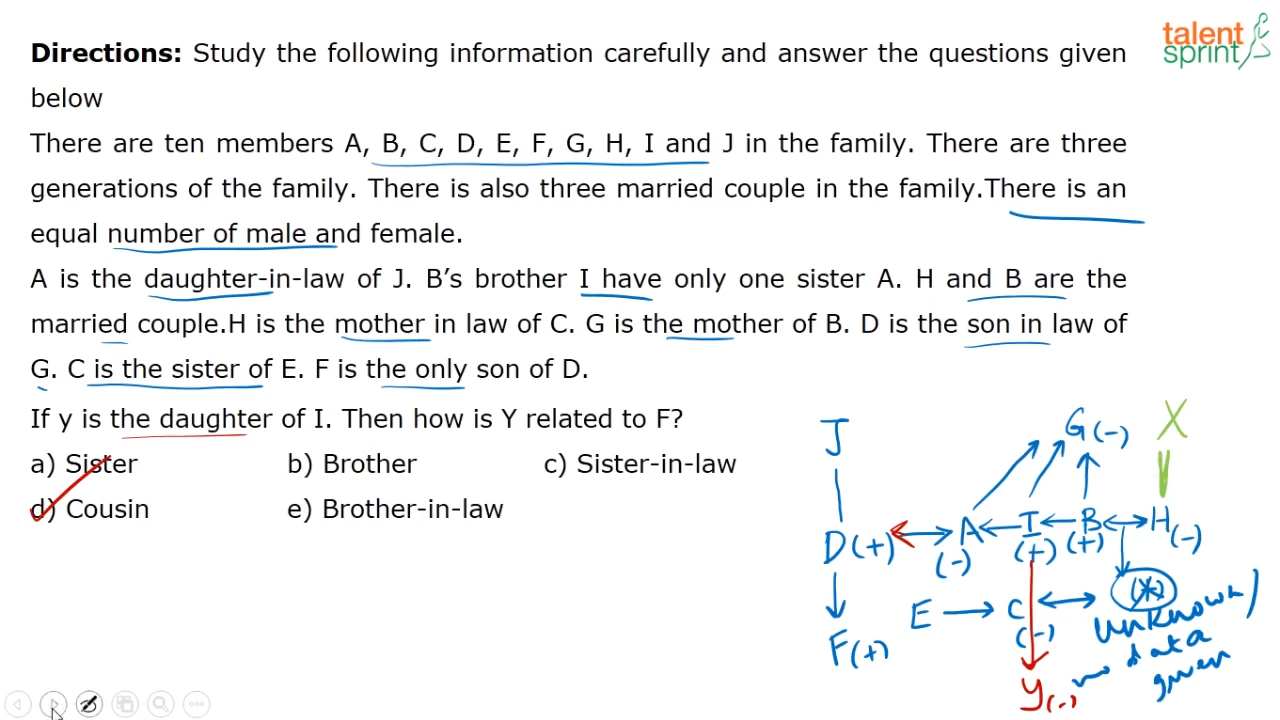 talent
sprint
Directions: Study the following information carefully and answer the questions given
below
There are ten members A, B, C, D, E, F, G, H, I and J in the family. There are three
generations of the family. There is also three married couple in the family.There is an
equal number of male and female.
A is the daughter-in-law of J. B’s brother I have only one sister A. H and B are the
married couple.H is the mother in law of C. G is the mother of B. D is the son in law of
G. C is the sister of E. F is the only son of D.
If y is the daughter of I. Then how is Y related to F?
a) Sister b) Brother c) Sister-in-law
d) Cousin e) Brother-in-law
J G(-) X
D(+) A I B H
(-) (+) (+) (-)
E C (*)
(-) unknown/
F(+) data
Y(-) given